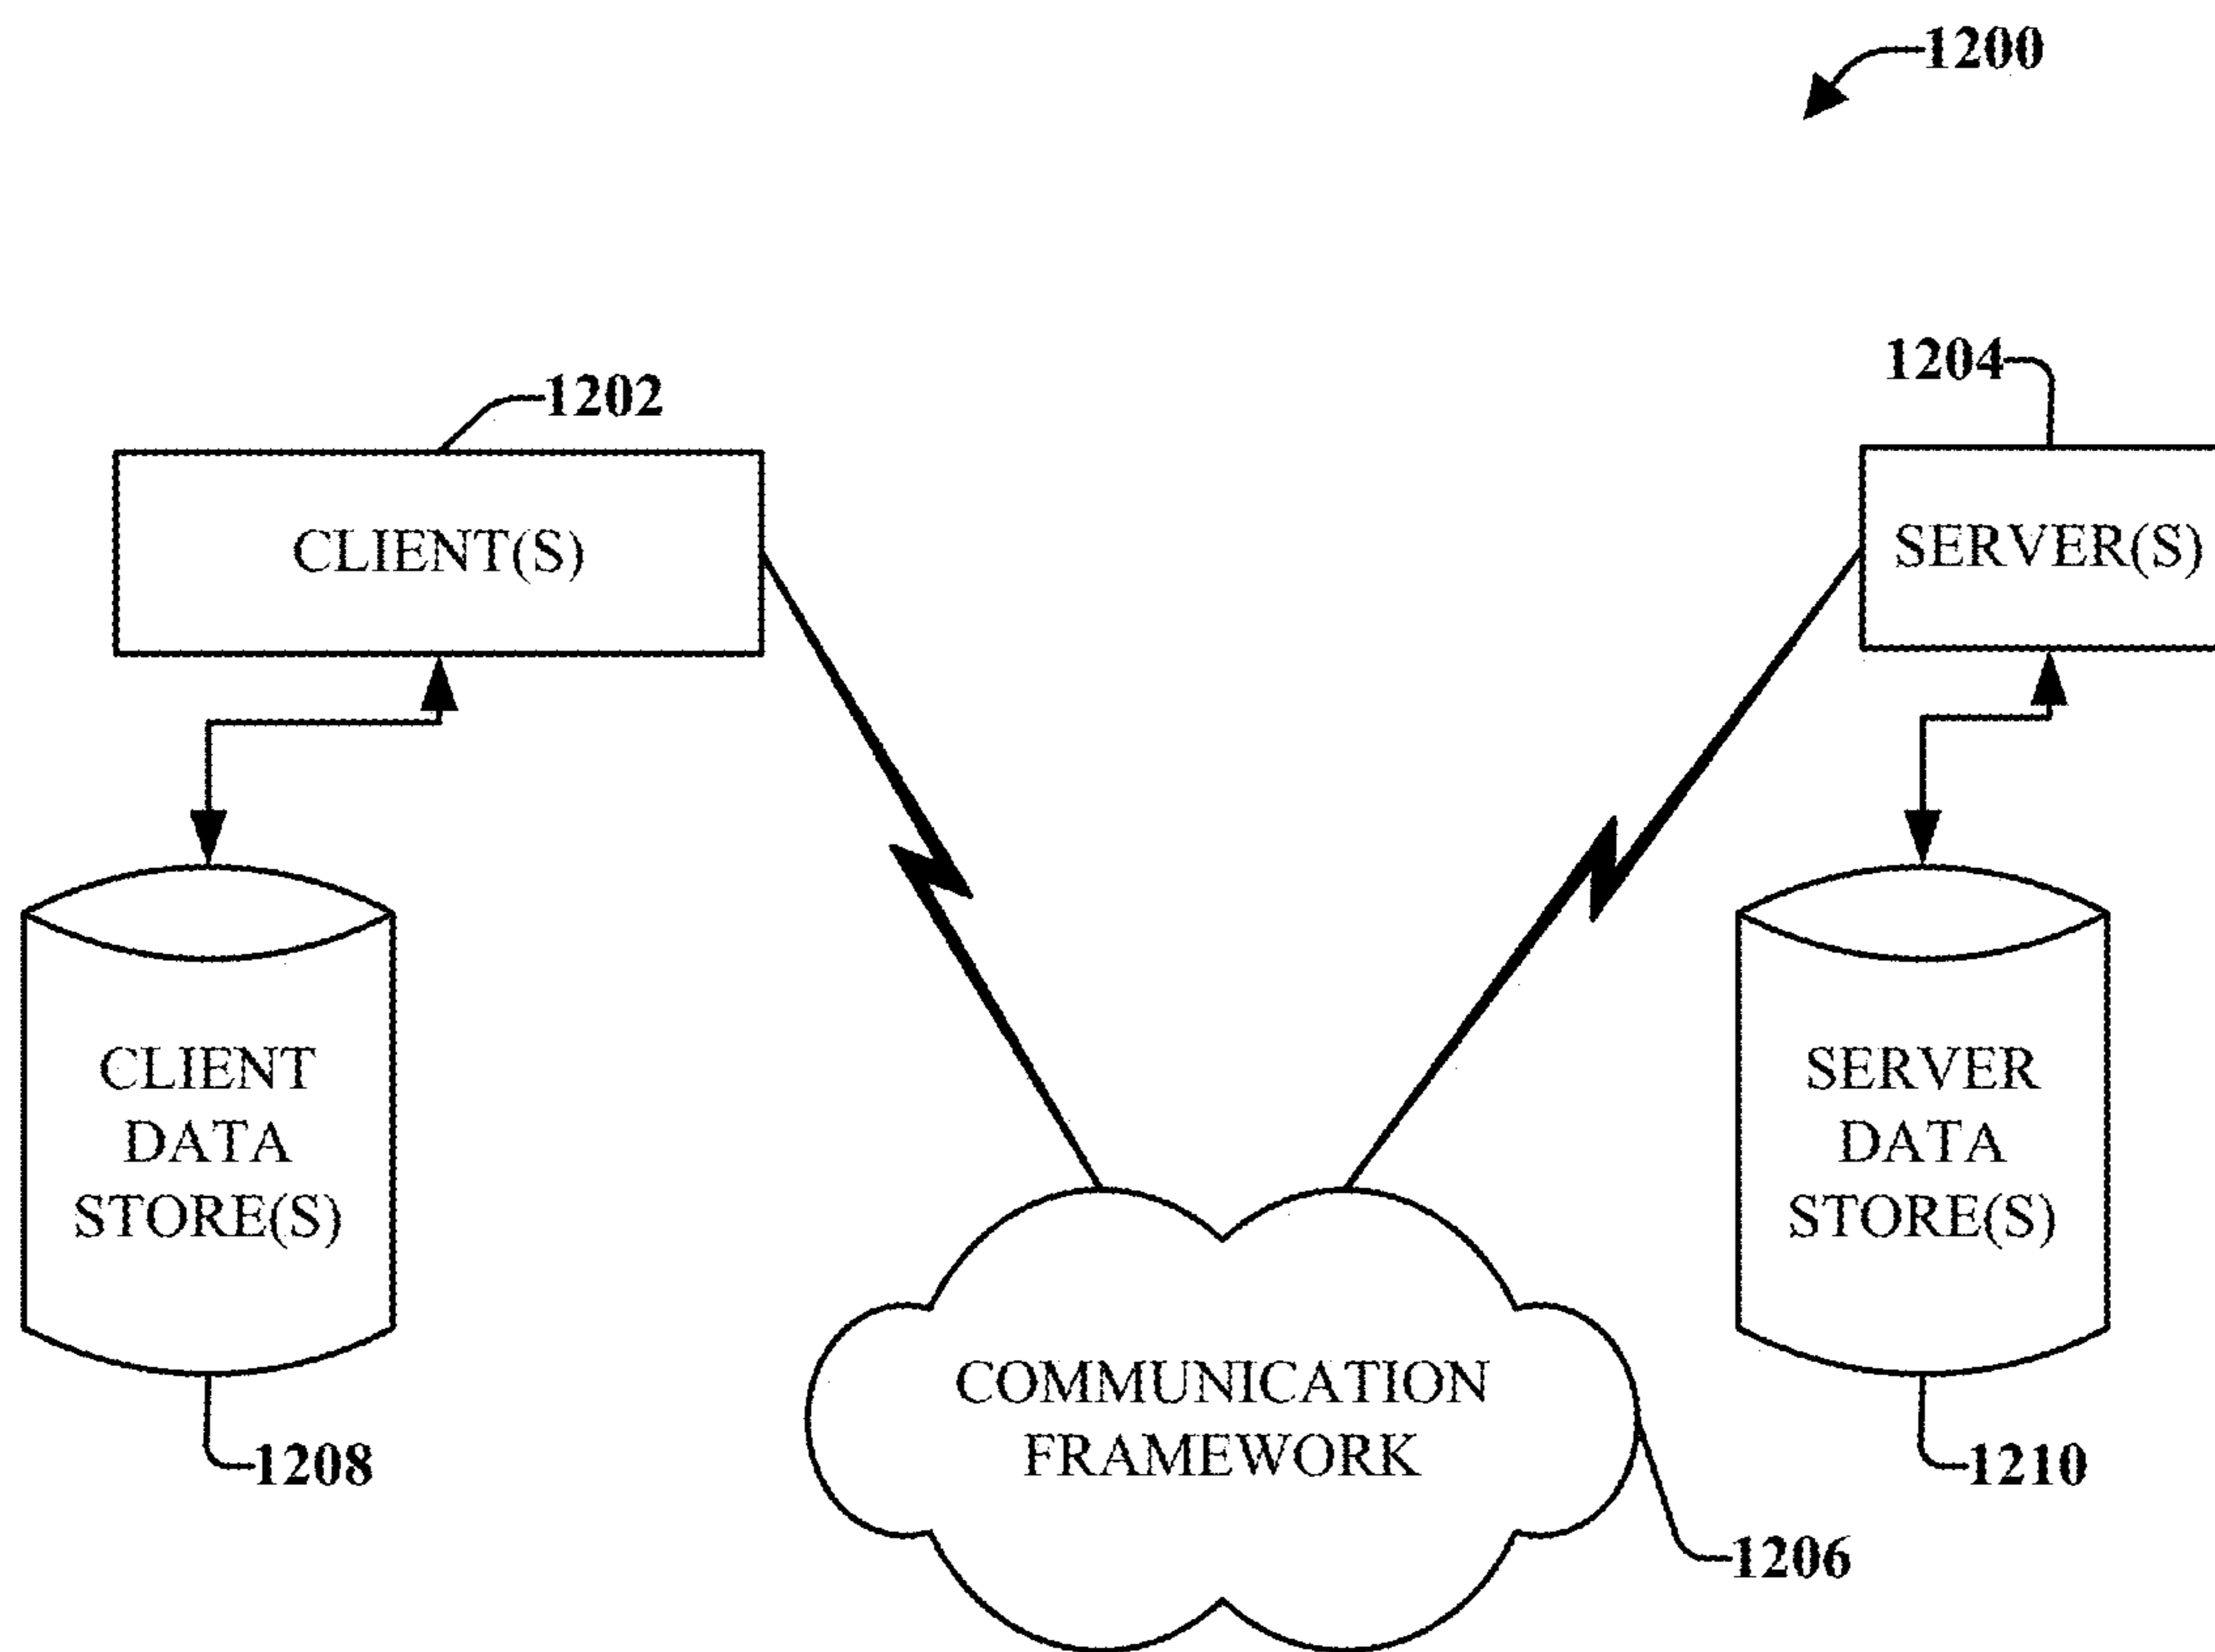 1200
1202
1204
CLIENT(S)
SERVER(S)
CLIENT
DATA
STORE(S)
SERVER
DATA
STORE(S)
COMMUNICATION
FRAMEWORK
1208
1210
1206